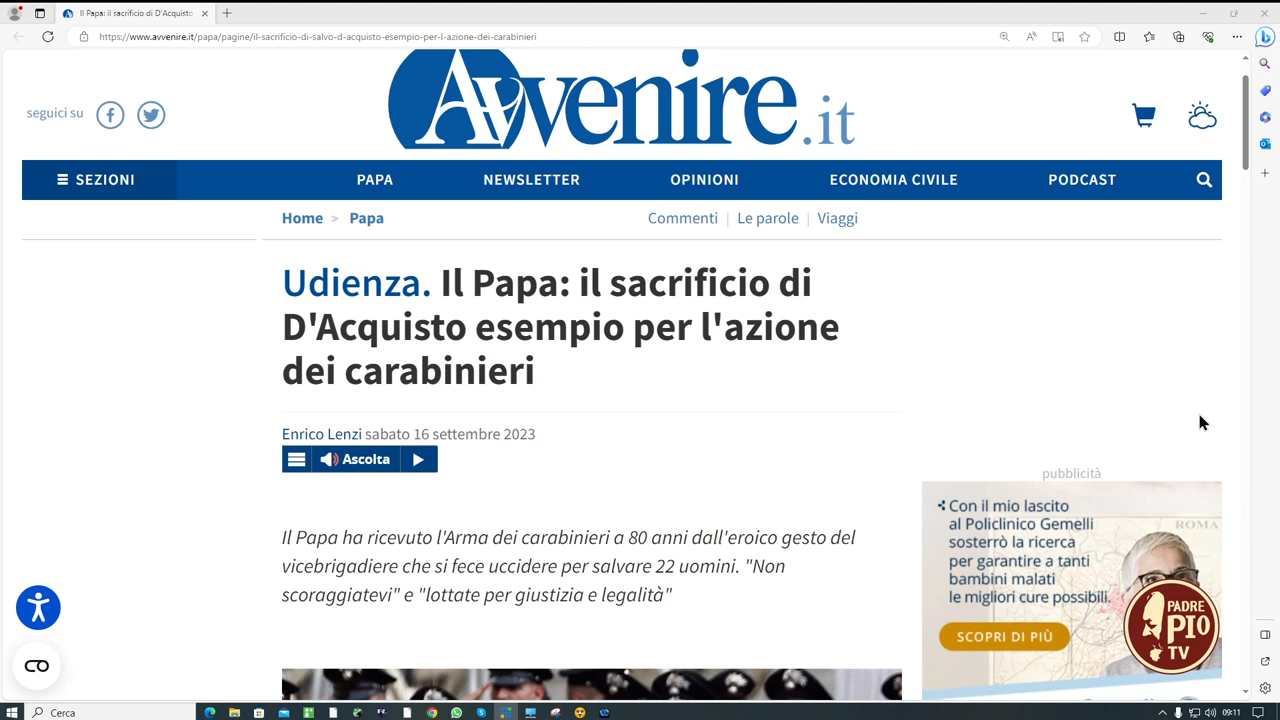 Il Papa: il sacrificio di D'Acquisto
https://www.avvenire.it/papa/pagine/il-sacrificio-di-salvo-d-acquisto-esempio-per-l-azione-dei-carabinieri
seguici su
Avvenire.it
SEZIONI
PAPA
NEWSLETTER
OPINIONI
ECONOMIA CIVILE
PODCAST
Home > Papa
Commenti | Le parole | Viaggi
Udienza. Il Papa: il sacrificio di
D'Acquisto esempio per l'azione
dei carabinieri
Enrico Lenzi sabato 16 settembre 2023
Ascolta
Il Papa ha ricevuto l'Arma dei carabinieri a 80 anni dall'eroico gesto del
vicebrigadiere che si fece uccidere per salvare 22 uomini. "Non
scoraggiatevi" e "lottate per giustizia e legalità"
pubblicità
Con il mio lascito
al Policlinico Gemelli
sosterrò la ricerca
per garantire a tanti
bambini malati
le migliori cure possibili.
ROMA
SCOPRI DI PIÙ
PADRE
PIO
TV
Cerca
09:11